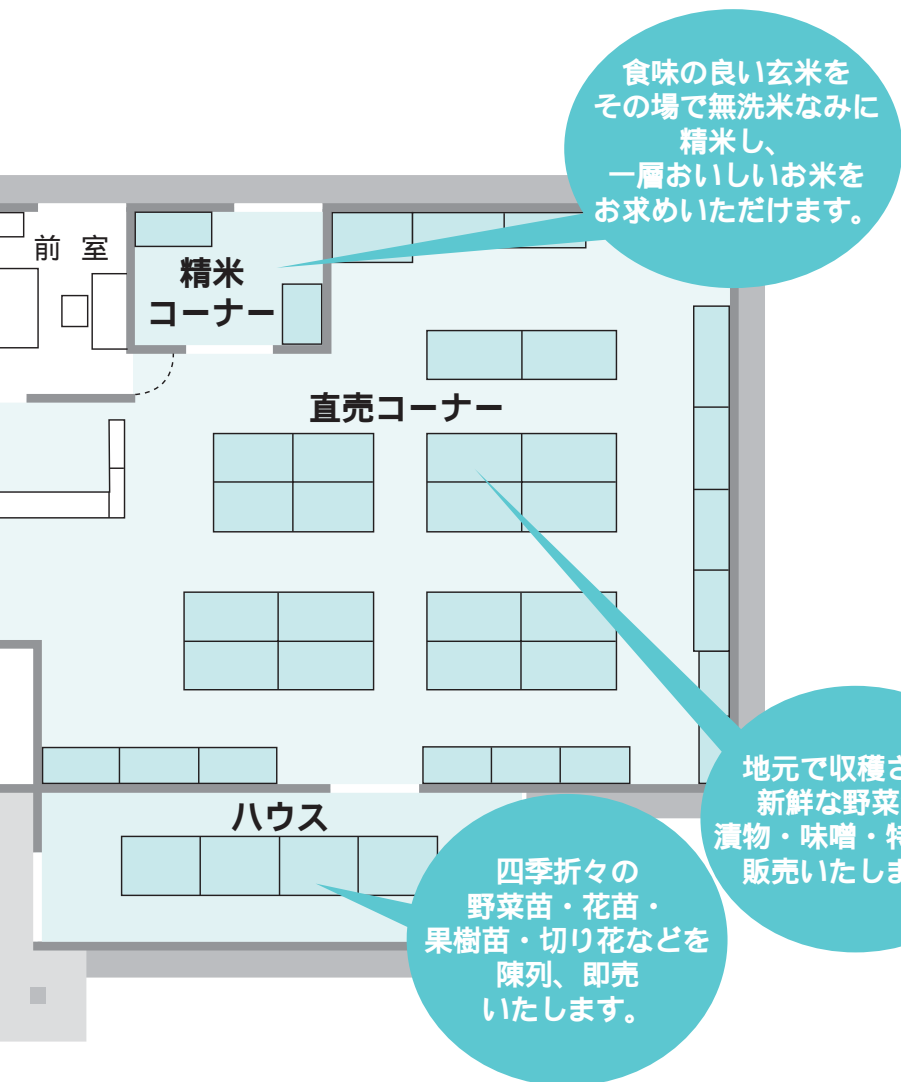 食味の良い玄米を
その場で無洗米なみに
精米し、
一層おいしいお米を
お求めいただけます。
前室
精米
コーナー
直売コーナー
地元で収穫さ
新鮮な野菜
漬物・味噌・特
販売いたしま
ハウス
四季折々の
野菜苗・花苗・
果樹苗・切り花などを
陳列、即売
いたします。